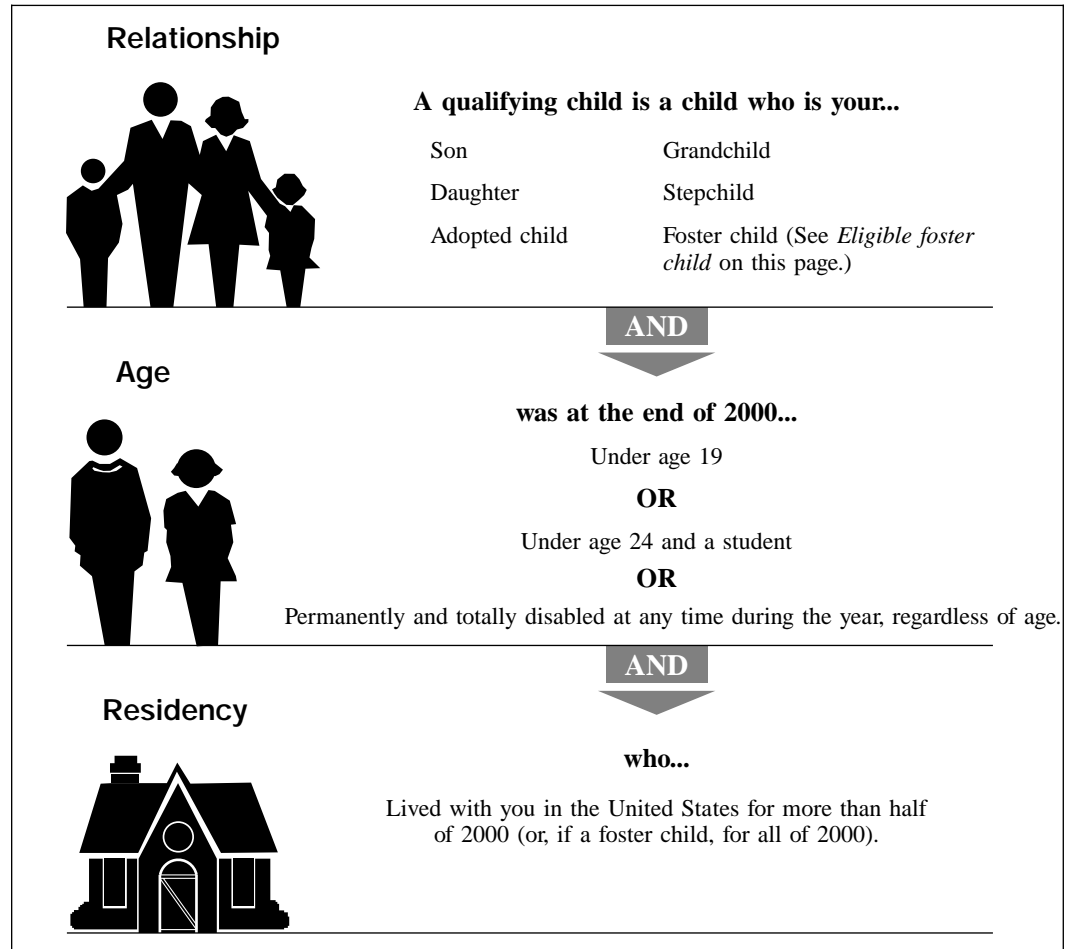 Relationship
A qualifying child is a child who is your...
Son
Grandchild
Daughter
Stepchild
Adopted child
Foster child (See Eligible foster
child on this page.)
AND
Age
was at the end of 2000...
Under age 19
OR
Under age 24 and a student
OR
Permanently and totally disabled at any time during the year, regardless of age.
AND
Residency
who...
Lived with you in the United States for more than half
of 2000 (or, if a foster child, for all of 2000).